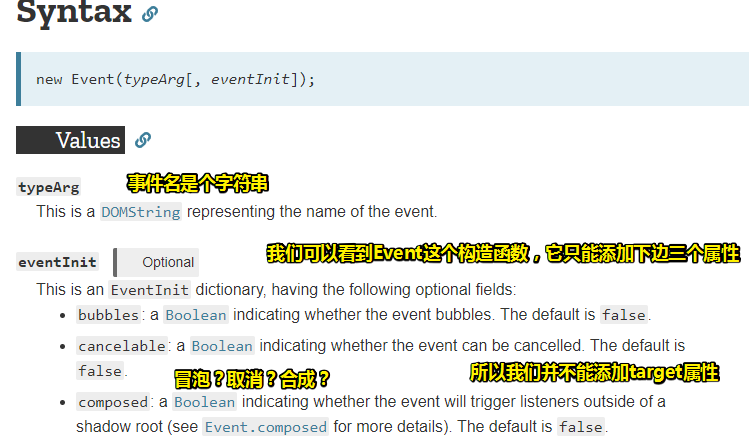 Syntax
new Event(typeArg[, eventInit]);
Values
事件名是个字符串
typeArg
This is a DOMString representing the name of the event.
我们可以看到Event这个构造函数，它只能添加下边三个属性
eventInit Optional
This is an EventInit dictionary, having the following optional fields:
bubbles: a Boolean indicating whether the event bubbles. The default is false.
cancelable: a Boolean indicating whether the event can be cancelled. The default is
false.
冒泡？取消？合成？
所以我们并不能添加target属性
composed: a Boolean indicating whether the event will trigger listeners outside of a
shadow root (see Event.composed for more details). The default is false.